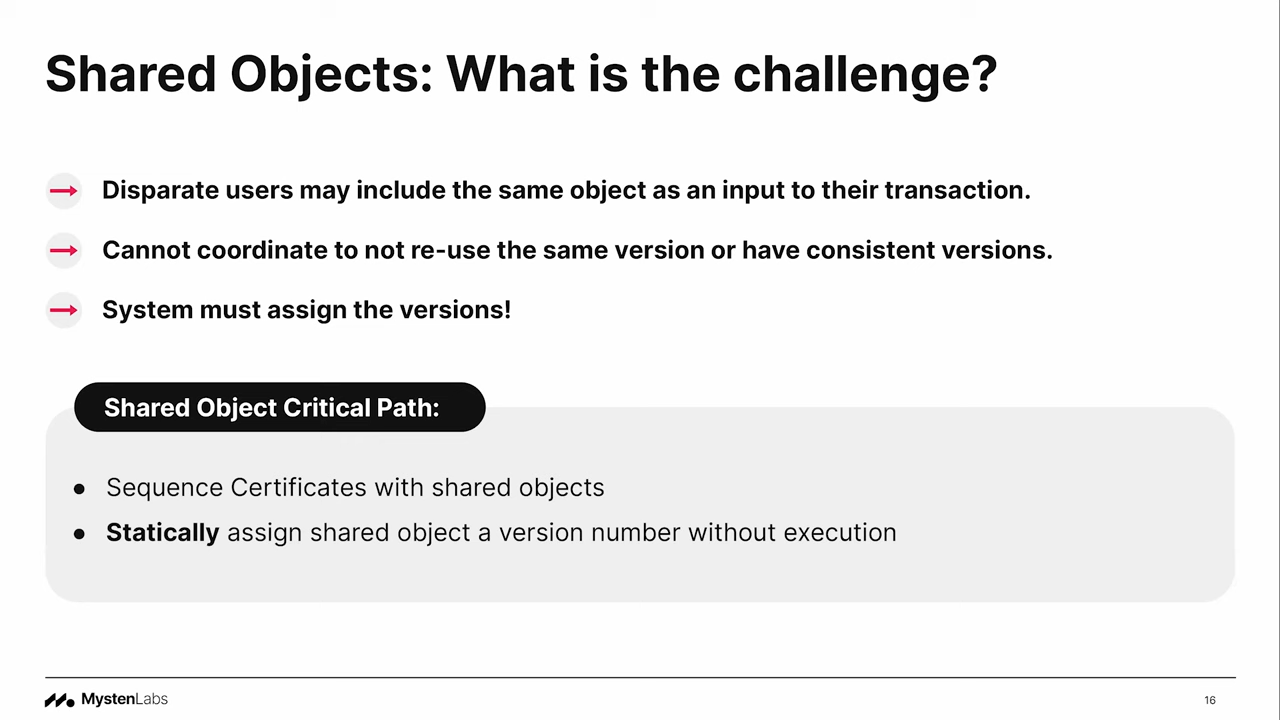 Shared Objects: What is the challenge?
Disparate users may include the same object as an input to their transaction.
Cannot coordinate to not re-use the same version or have consistent versions.
System must assign the versions!
Shared Object Critical Path:
● Sequence Certificates with shared objects
● Statically assign shared object a version number without execution
MystenLabs
16